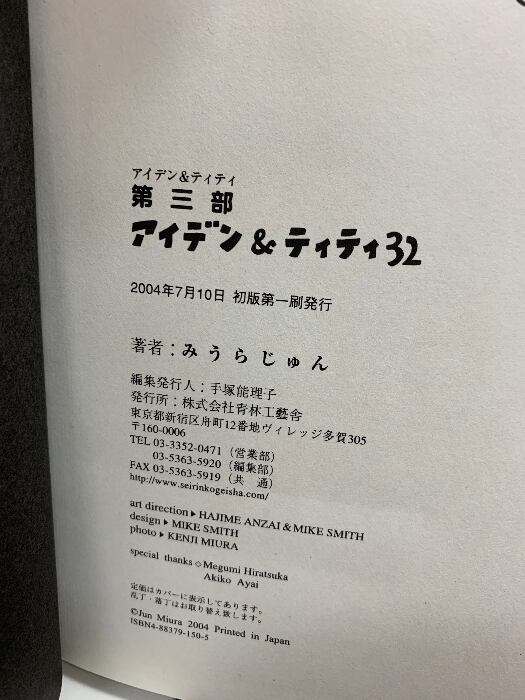 アイデン&ティティ
第三部
アイデン&ティティ32
2004年7月10日 初版第一刷発行
著者：みうらじゅん
編集発行人：手塚能理子
発行所：株式会社青林工藝舎
東京都新宿区舟町12番地ヴィレッジ多賀305
〒160-0006
TEL 03-3352-0471（営業部）
03-5363-5920（編集部）
FAX 03-5363-5919（共　通）
http://www.seirinkogeisha.com/
art direction▶HAJIME ANZAI & MIKE SMITH
design▶MIKE SMITH
photo▶KENJI MIURA
special thanks◇Megumi Hiratsuka
Akiko Ayai
定価はカバーに表示してあります。
乱丁・落丁はお取り替え致します。
©Jun Miura 2004 Printed in Japan
ISBN4-88379-150-5